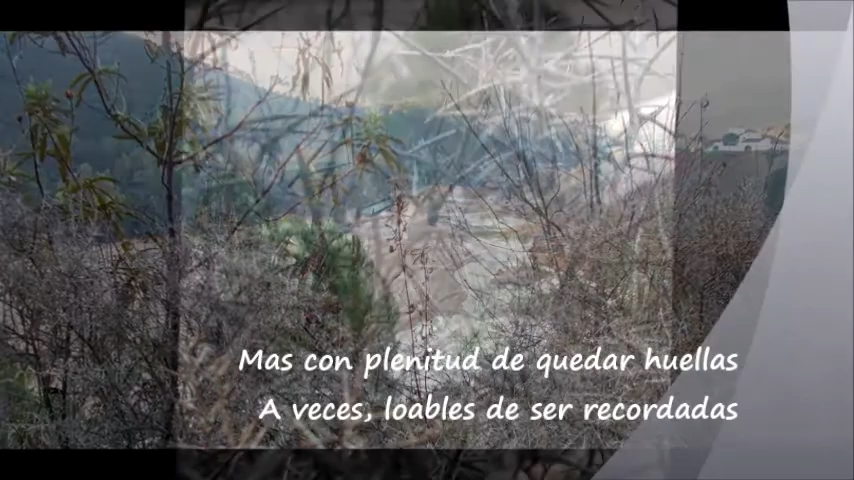 Mas con plenitud de quedar huellas
A veces, loables de ser recordadas